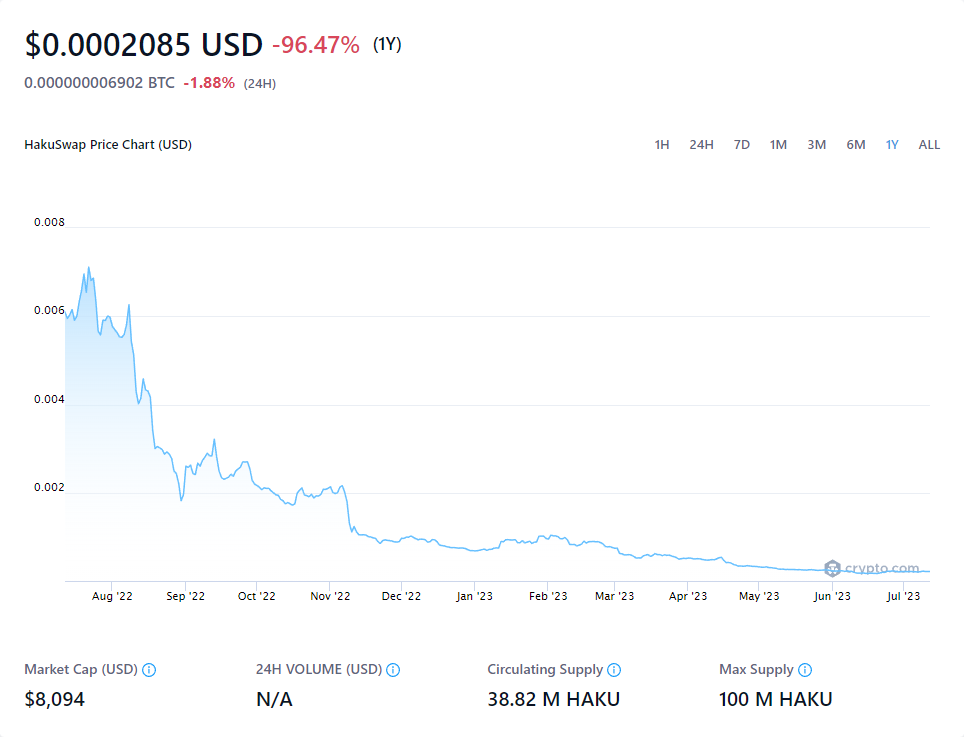 $0.0002085 USD -96.47% (1Y)
0.000000006902 BTC -1.88% (24H)
HakuSwap Price Chart (USD) 1H 24H 7D 1M 3M 6M 1Y ALL
0.008
0.006
0.004
0.002
crypto.com
Aug '22 Sep '22 Oct '22 Nov '22 Dec '22 Jan '23 Feb '23 Mar '23 Apr '23 May '23 Jun '23 Jul '23
Market Cap (USD) 24H VOLUME (USD) Circulating Supply Max Supply
$8,094 N/A 38.82 M HAKU 100 M HAKU